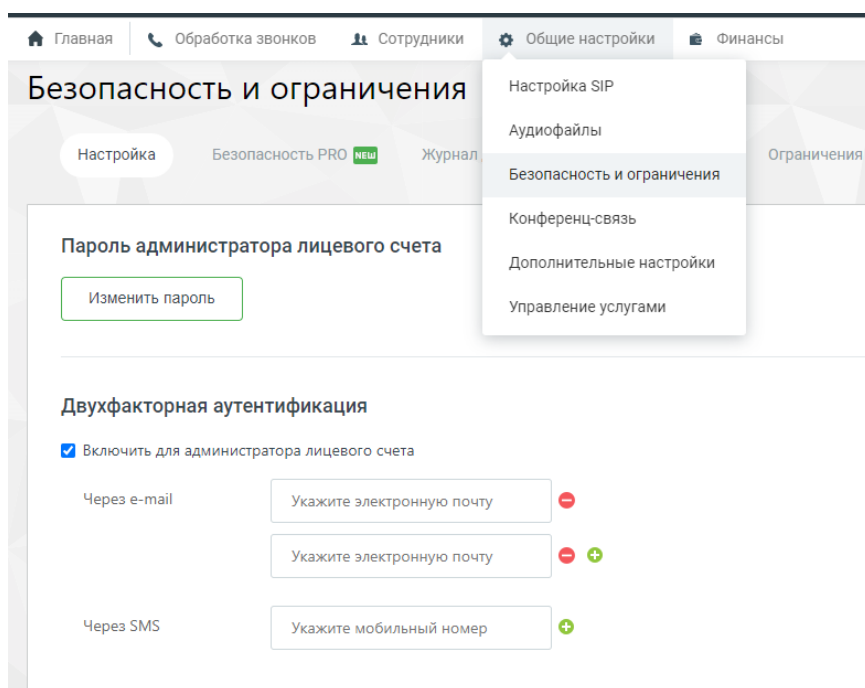 Главная
Обработка звонков
Сотрудники
Общие настройки
Финансы
Безопасность и ограничения
Настройка SIP
Аудиофайлы
Безопасность и ограничения
Конференц-связь
Дополнительные настройки
Управление услугами
Настройка
Безопасность PRO NEW
Журнал
Ограничения
Пароль администратора лицевого счета
Изменить пароль
Двухфакторная аутентификация
Включить для администратора лицевого счета
Через e-mail
Укажите электронную почту
Укажите электронную почту
Через SMS
Укажите мобильный номер